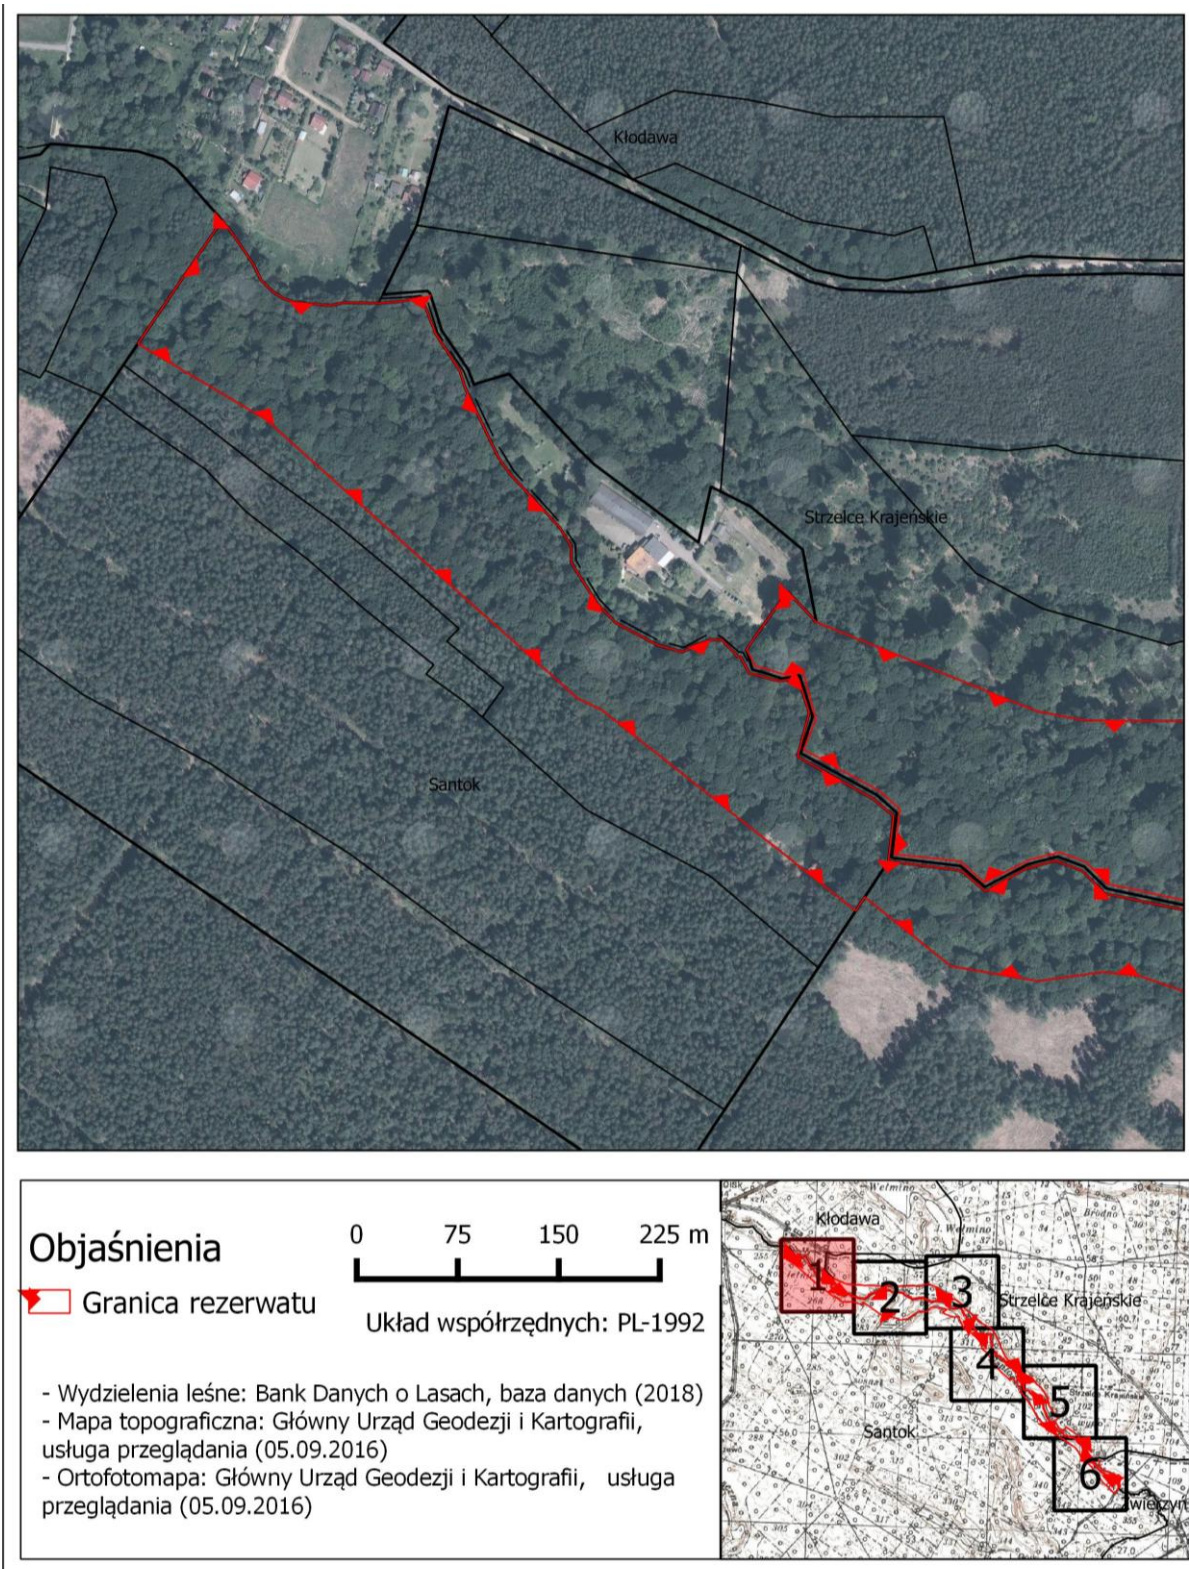 Kłodawa
Strzelce Krajeńskie
Santok
Objaśnienia
Granica rezerwatu
0 75 150 225 m
Układ współrzędnych: PL-1992
- Wydzielenia leśne: Bank Danych o Lasach, baza danych (2018)
- Mapa topograficzna: Główny Urząd Geodezji i Kartografii,
usługa przeglądania (05.09.2016)
- Ortofotomapa: Główny Urząd Geodezji i Kartografii, usługa
przeglądania (05.09.2016)
Wełmino
Kłodawa
1
2
3
Strzelce Krajeńskie
4
5
Santok
6